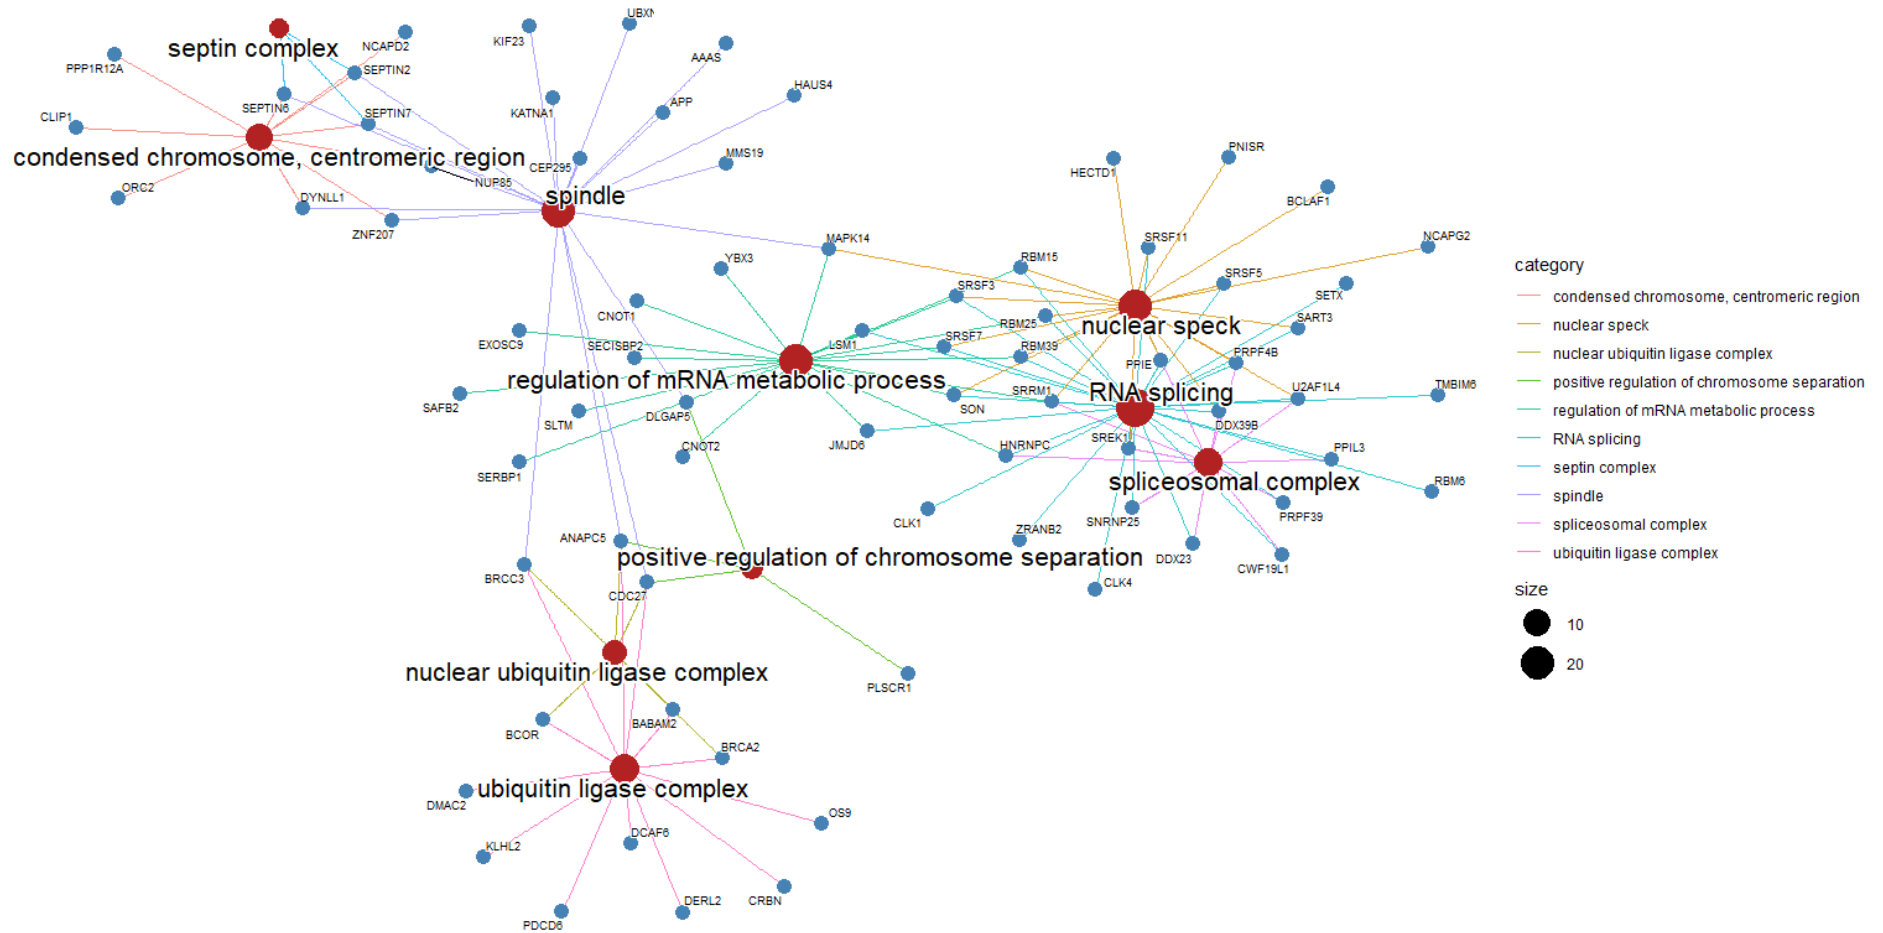 UBXN
KIF23
NCAPD2
septin complex
AAAS
PPP1R12A
SEPTIN2
HAUS4
APP
SEPTIN6
KATNA1
CLIP1
SEPTIN7
condensed chromosome, centromeric region
MMS19
CEP295
NUP85
ORC2
spindle
DYNLL1
ZNF207
PNISR
HECTD1
BCLAF1
MAPK14
SRSF11
NCAPG2
YBX3
RBM15
SRSF5
SRSF3
SETX
CNOT1
RBM25
nuclear speck
SART3
EXOSC9
SECISBP2
LSM1
SRSF7
RBM39
PRPF4B
PPIE
regulation of mRNA metabolic process
RNA splicing
U2AF1L4
TMBIM6
SRRM1
SAFB2
SON
DLGAP5
SLTM
DDX39B
CNOT2
JMJD6
HNRNPC
SREK1
PPIL3
SERBP1
spliceosomal complex
RBM6
CLK1
ZRANB2
SNRNP25
PRPF39
ANAPC5
positive regulation of chromosome separation
DDX23
CWF19L1
BRCC3
CDC27
CLK4
nuclear ubiquitin ligase complex
PLSCR1
BABAM2
BCOR
BRCA2
ubiquitin ligase complex
DMAC2
OS9
DCAF6
KLHL2
DERL2
CRBN
PDCD6
category
condensed chromosome, centromeric region
nuclear speck
nuclear ubiquitin ligase complex
positive regulation of chromosome separation
regulation of mRNA metabolic process
RNA splicing
septin complex
spindle
spliceosomal complex
ubiquitin ligase complex
size
10
20